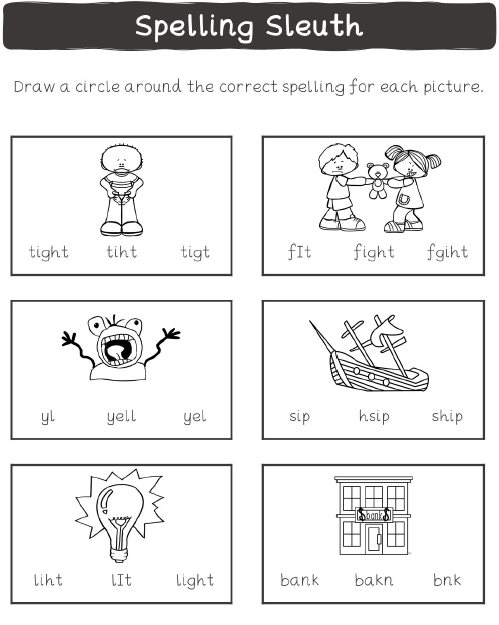 Spelling Sleuth
Draw a circle around the correct spelling for each picture.
tight tiht tigt
fIt fight fgiht
yl yell yel
sip hsip ship
liht lIt light
bank
bank bakn bnk